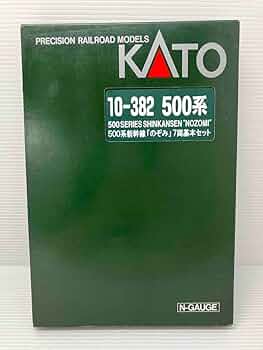 PRECISION RAILROAD MODELS
KATO
10-382 500系
500 SERIES SHINKANSEN "NOZOMI"
500系新幹線「のぞみ」7両基本セット
N-GAUGE